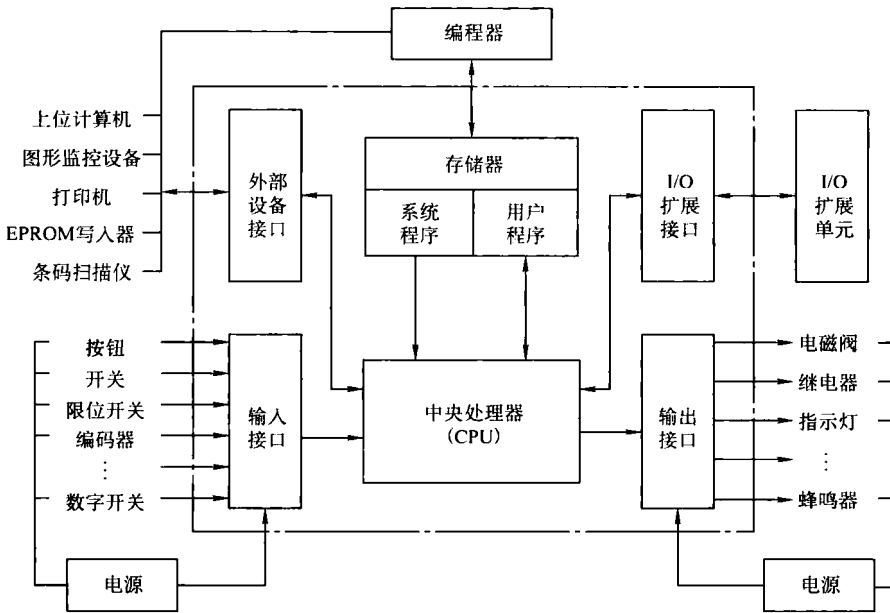 编程器
上位计算机
图形监控设备
打印机
EPROM写入器
条码扫描仪
外部
设备
接口
存储器
系统
程序
用户
程序
I/O
扩展
接口
I/O
扩展
单元
按钮
开关
限位开关
编码器
⋮
数字开关
输入
接口
中央处理器
(CPU)
输出
接口
电磁阀
继电器
指示灯
⋮
蜂鸣器
电源
电源